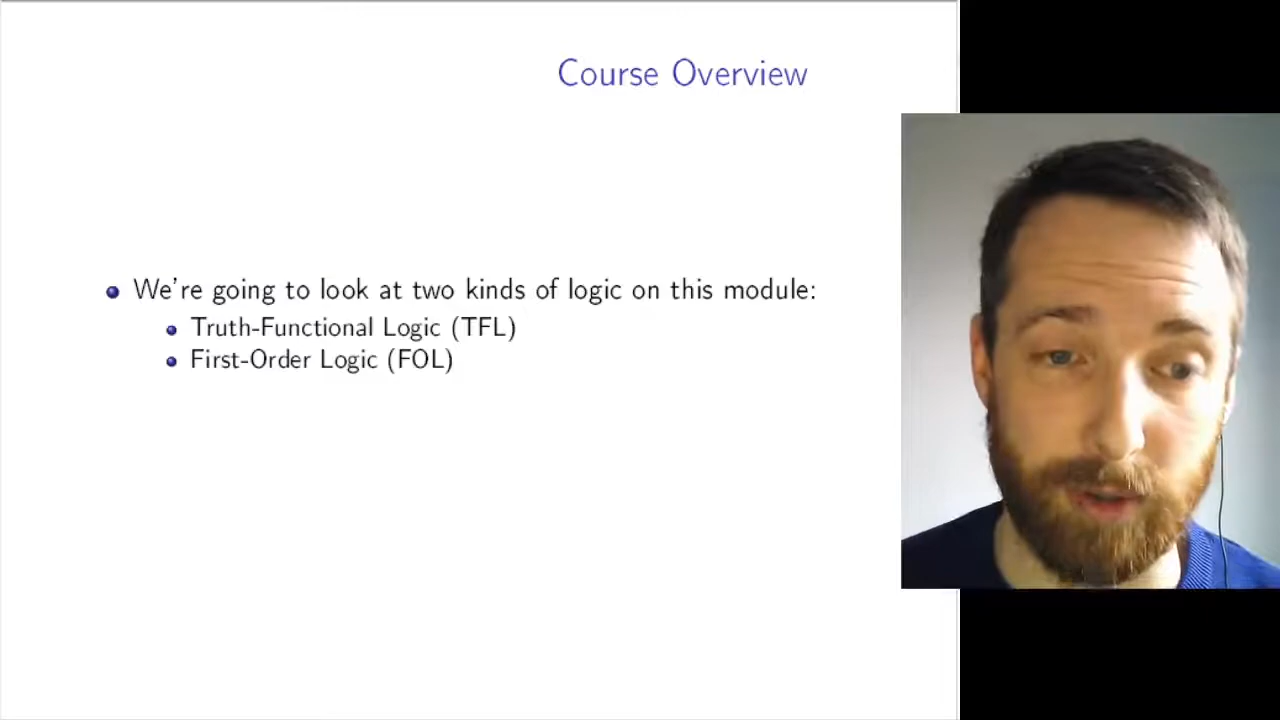 Course Overview
We're going to look at two kinds of logic on this module:
Truth-Functional Logic (TFL)
First-Order Logic (FOL)